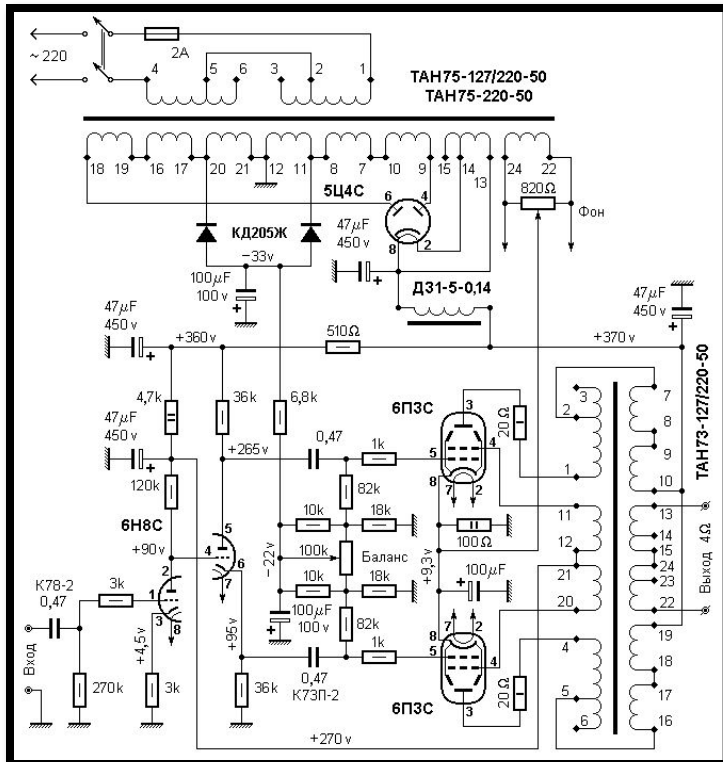 ~ 220
2A
4 5 6 3 2 1
ТАН75-127/220-50
ТАН75-220-50
18 19 16 17 20 21 12 11 8 7 10 9 15 14 13 24 22
5Ц4С
6 4
8 2
820Ω
Фон
КД205Ж
−33v
47μF
450 v
+
100μF
100 v
+
Д31-5-0,14
47μF
450 v
+
+360v
510Ω
+370v
47μF
450 v
+
ТАН73-127/220-50
4,7k
36k
6,8k
6П3С
3
20Ω
3
2
1
7
8
9
10
47μF
450 v
+
+265v
0,47
1k
5
4
8
7 2
120k
82k
6Н8С
+90v
5
4
6
7
10k
18k
100k
Баланс
−22v
10k
18k
100Ω
+9,3v
100μF
+
11
12
21
20
13
14
15
24
23
22
Выход 4Ω
К78-2
0,47
3k
2
1
3
8
+4,5v
+95v
100μF
100 v
+
82k
1k
7 2
8
5
4
3
6П3С
20Ω
4
5
6
19
18
17
16
Вход
270k
3k
36k
0,47
К73П-2
+270v